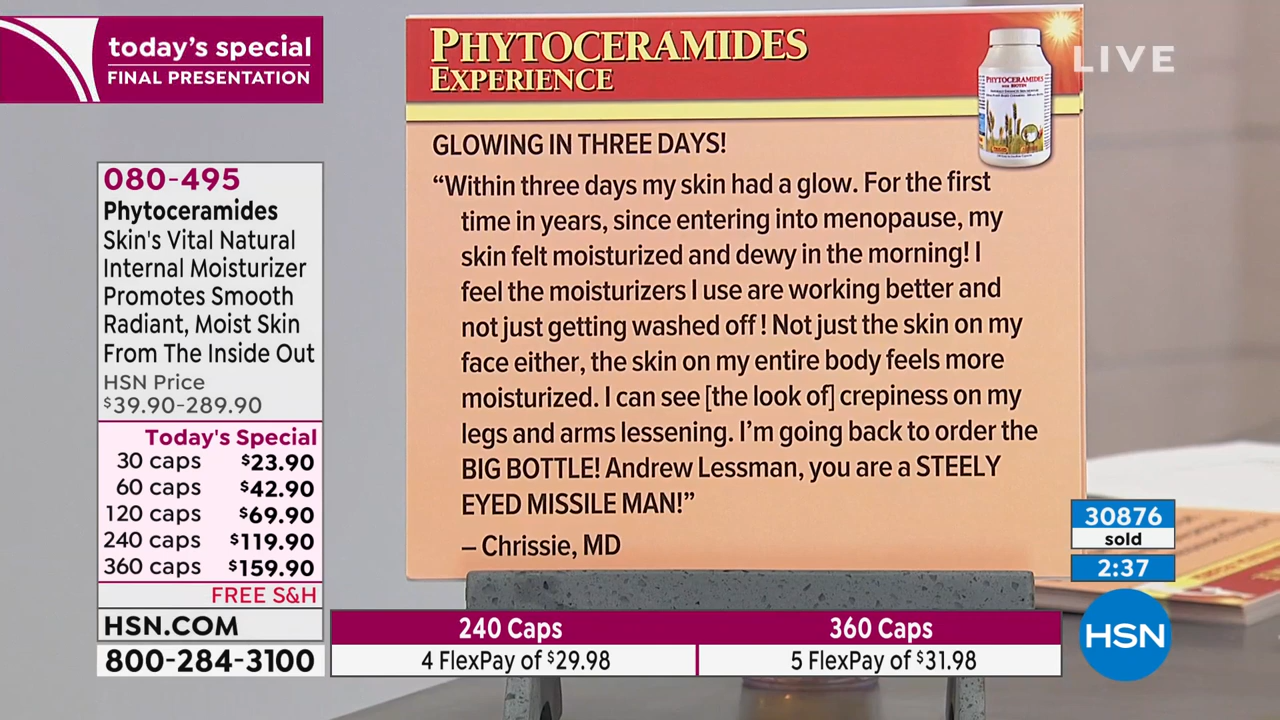 today's special
FINAL PRESENTATION
PHYTOCERAMIDES
EXPERIENCE
LIVE
PHYTOCERAMIDES
GLOWING IN THREE DAYS!
“Within three days my skin had a glow. For the first
time in years, since entering into menopause, my
skin felt moisturized and dewy in the morning! I
feel the moisturizers I use are working better and
not just getting washed off! Not just the skin on my
face either, the skin on my entire body feels more
moisturized. I can see [the look of] crepiness on my
legs and arms lessening. I’m going back to order the
BIG BOTTLE! Andrew Lessman, you are a STEELY
EYED MISSILE MAN!”
– Chrissie, MD
080-495
Phytoceramides
Skin's Vital Natural
Internal Moisturizer
Promotes Smooth
Radiant, Moist Skin
From The Inside Out
HSN Price
$39.90-289.90
Today's Special
30 caps $23.90
60 caps $42.90
120 caps $69.90
240 caps $119.90
360 caps $159.90
FREE S&H
HSN.COM
800-284-3100
240 Caps
4 FlexPay of $29.98
360 Caps
5 FlexPay of $31.98
30876
sold
2:37
HSN